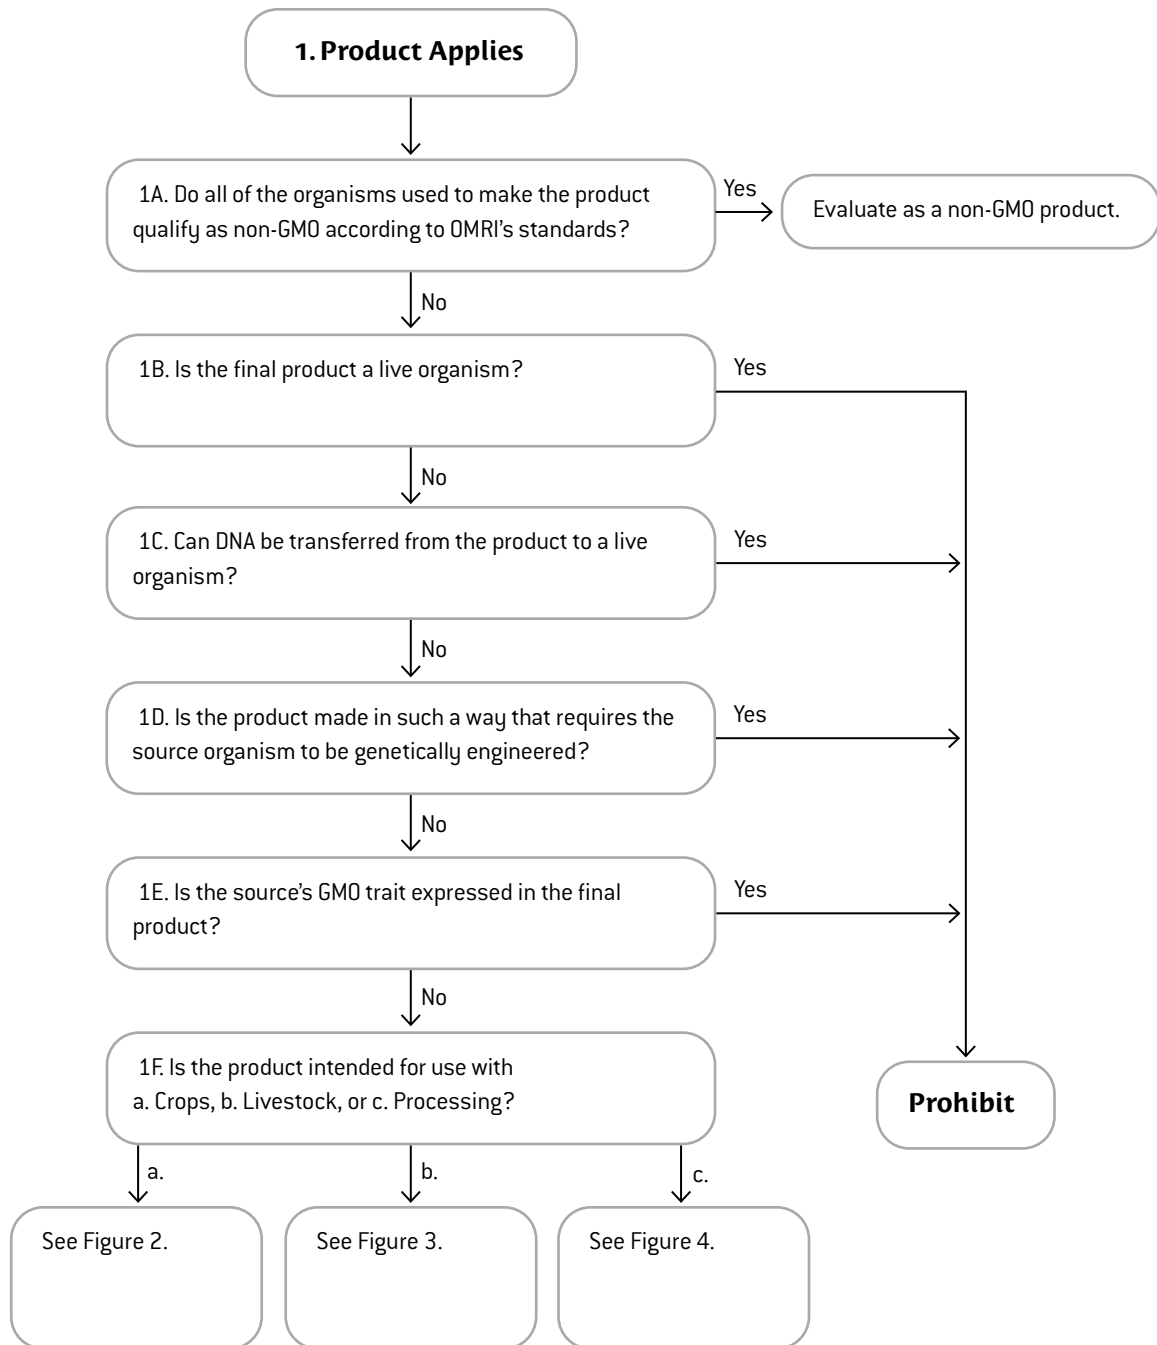 1. Product Applies
1A. Do all of the organisms used to make the product
qualify as non-GMO according to OMRI's standards?
Yes
Evaluate as a non-GMO product.
No
1B. Is the final product a live organism?
Yes
No
1C. Can DNA be transferred from the product to a live
organism?
Yes
No
1D. Is the product made in such a way that requires the
source organism to be genetically engineered?
Yes
No
1E. Is the source's GMO trait expressed in the final
product?
Yes
No
1F. Is the product intended for use with
a. Crops, b. Livestock, or c. Processing?
Prohibit
a.
b.
c.
See Figure 2.
See Figure 3.
See Figure 4.